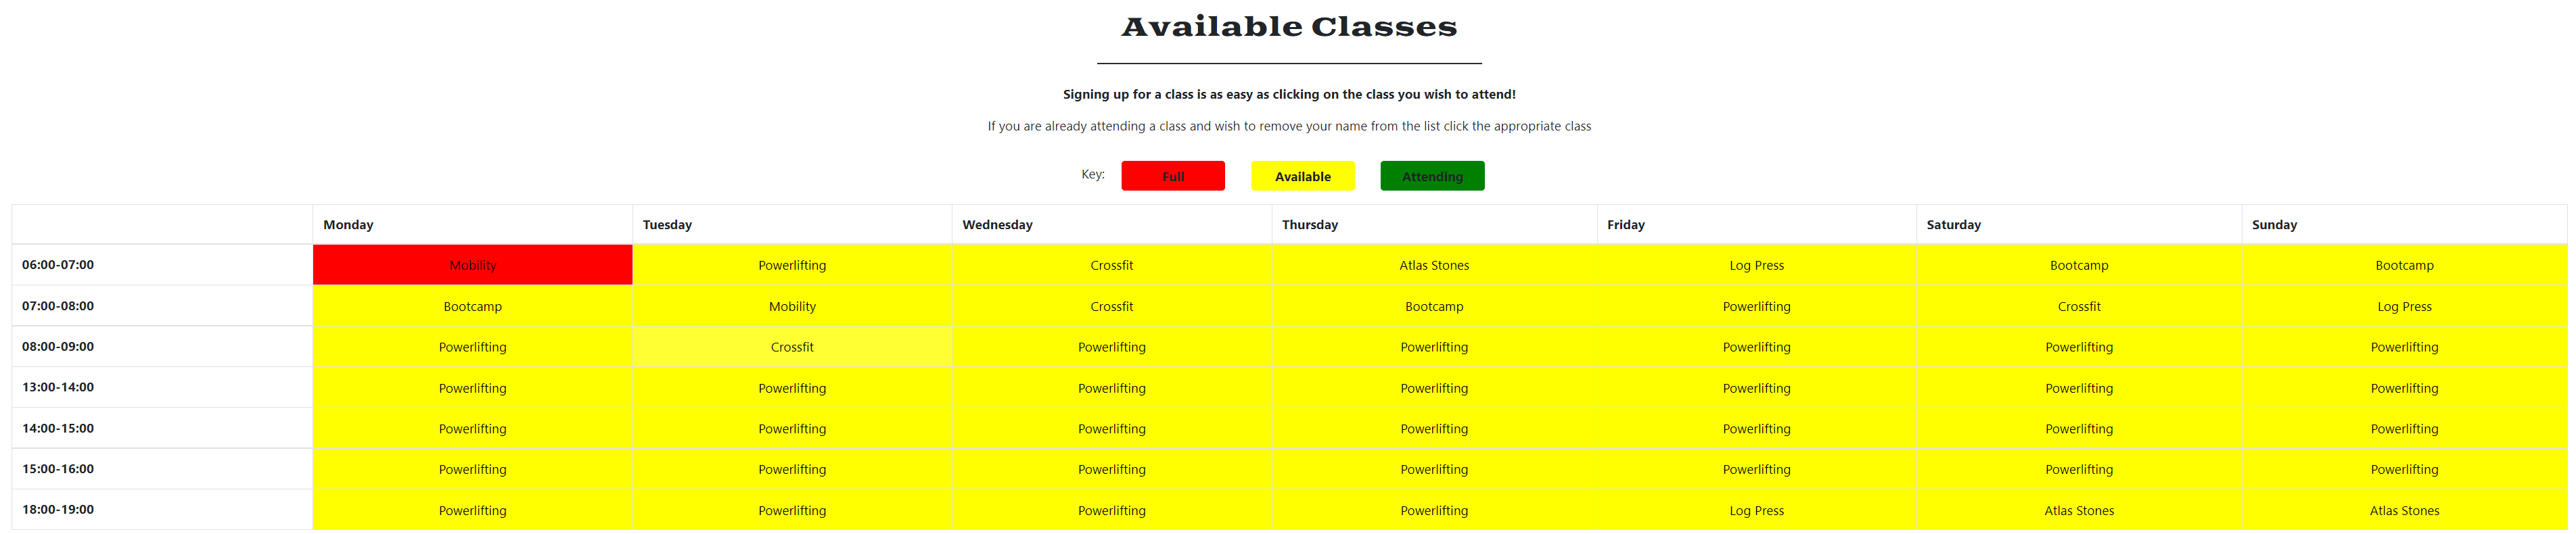 Available Classes
Signing up for a class is as easy as clicking on the class you wish to attend!
If you are already attending a class and wish to remove your name from the list click the appropriate class
Key: Full Available Attending
Monday Tuesday Wednesday Thursday Friday Saturday Sunday
06:00-07:00 Mobility Powerlifting Crossfit Atlas Stones Log Press Bootcamp Bootcamp
07:00-08:00 Bootcamp Mobility Crossfit Bootcamp Powerlifting Crossfit Log Press
08:00-09:00 Powerlifting Crossfit Powerlifting Powerlifting Powerlifting Powerlifting Powerlifting
13:00-14:00 Powerlifting Powerlifting Powerlifting Powerlifting Powerlifting Powerlifting Powerlifting
14:00-15:00 Powerlifting Powerlifting Powerlifting Powerlifting Powerlifting Powerlifting Powerlifting
15:00-16:00 Powerlifting Powerlifting Powerlifting Powerlifting Powerlifting Powerlifting Powerlifting
18:00-19:00 Powerlifting Powerlifting Powerlifting Powerlifting Log Press Atlas Stones Atlas Stones